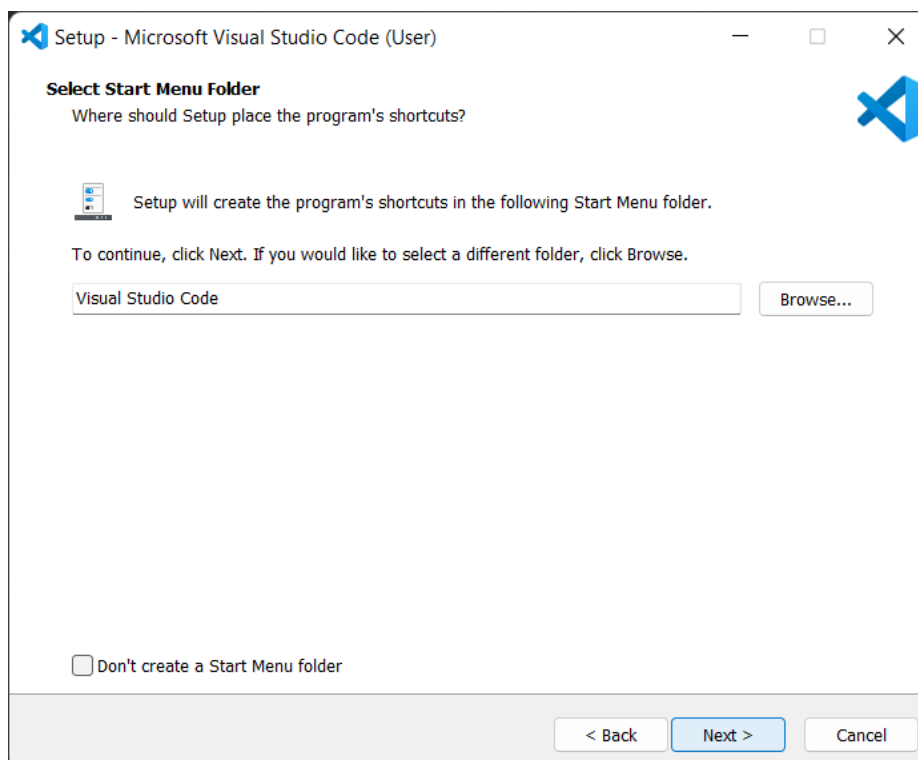 Setup - Microsoft Visual Studio Code (User)
Select Start Menu Folder
Where should Setup place the program's shortcuts?
Setup will create the program's shortcuts in the following Start Menu folder.
To continue, click Next. If you would like to select a different folder, click Browse.
Visual Studio Code
Browse...
Don't create a Start Menu folder
< Back
Next >
Cancel